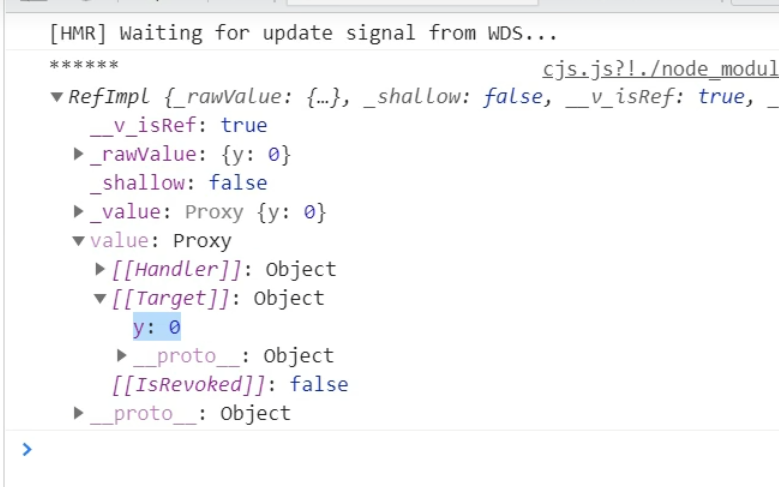 [HMR] Waiting for update signal from WDS...
****** cjs.js?!./node_modul
▼RefImpl {_rawValue: {…}, _shallow: false, __v_isRef: true, _
__v_isRef: true
▶_rawValue: {y: 0}
_shallow: false
▶_value: Proxy {y: 0}
▼value: Proxy
▶[[Handler]]: Object
▼[[Target]]: Object
y: 0
▶__proto__: Object
[[IsRevoked]]: false
▶__proto__: Object
>